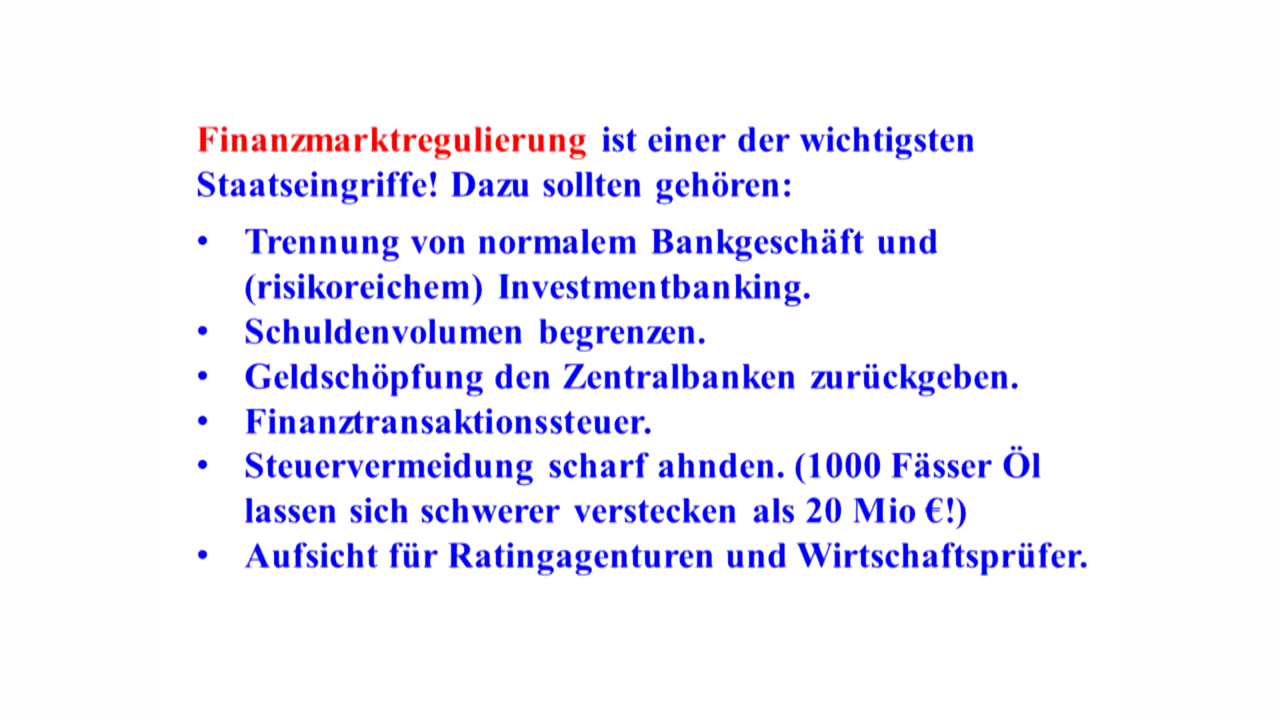 Finanzmarktregulierung ist einer der wichtigsten
Staatseingriffe! Dazu sollten gehören:
• Trennung von normalem Bankgeschäft und
(risikoreichem) Investmentbanking.
• Schuldenvolumen begrenzen.
• Geldschöpfung den Zentralbanken zurückgeben.
• Finanztransaktionssteuer.
• Steuervermeidung scharf ahnden. (1000 Fässer Öl
lassen sich schwerer verstecken als 20 Mio €!)
• Aufsicht für Ratingagenturen und Wirtschaftsprüfer.